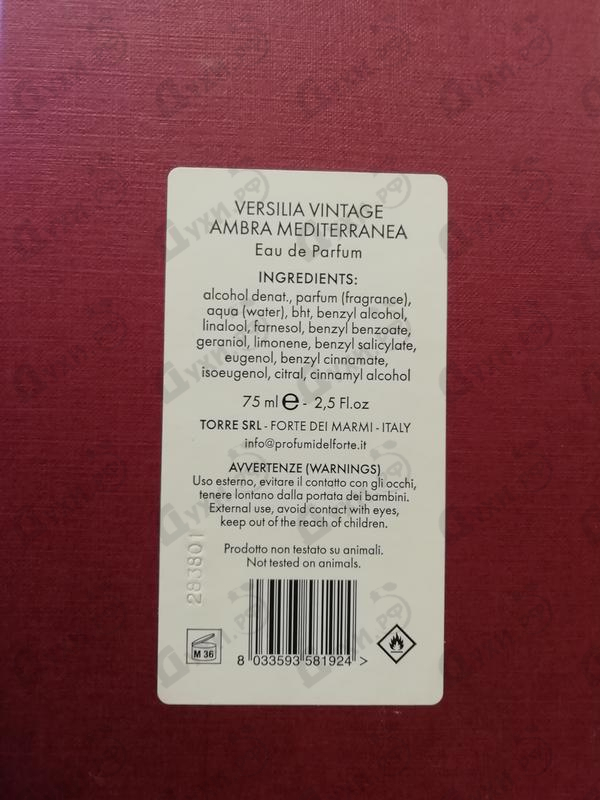 VERSILIA VINTAGE
AMBRA MEDITERRANEA
Eau de Parfum
INGREDIENTS:
alcohol denat., parfum (fragrance),
aqua (water), bht, benzyl alcohol,
linalool, farnesol, benzyl benzoate,
geraniol, limonene, benzyl salicylate,
eugenol, benzyl cinnamate,
isoeugenol, citral, cinnamyl alcohol
75 ml ℮ - 2,5 Fl.oz
TORRE SRL - FORTE DEI MARMI - ITALY
info@profumidelforte.it
AVVERTENZE (WARNINGS)
Uso esterno, evitare il contatto con gli occhi,
tenere lontano dalla portata dei bambini.
External use, avoid contact with eyes,
keep out of the reach of children.
Prodotto non testato su animali.
Not tested on animals.
283801
M 36
8 033593 581924 >
Духи.рф